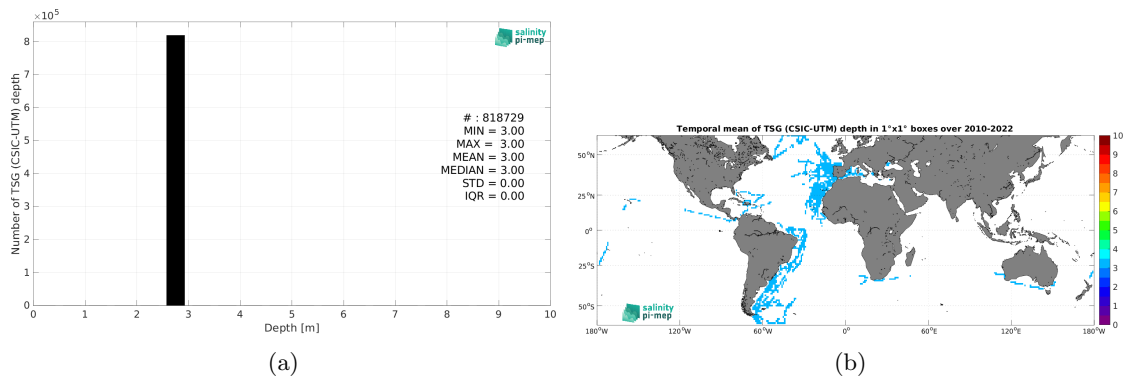 ×10⁵
8
7
6
5
4
3
2
1
0
Number of TSG (CSIC-UTM) depth
0 1 2 3 4 5 6 7 8 9 10
Depth [m]
salinity
pi-mep
# : 818729
MIN = 3.00
MAX = 3.00
MEAN = 3.00
MEDIAN = 3.00
STD = 0.00
IQR = 0.00
(a)
Temporal mean of TSG (CSIC-UTM) depth in 1°x1° boxes over 2010-2022
50°N
25°N
0°
25°S
50°S
180°W 120°W 60°W 0° 60°E 120°E 180°W
salinity
pi-mep
10
9
8
7
6
5
4
3
2
1
0
(b)